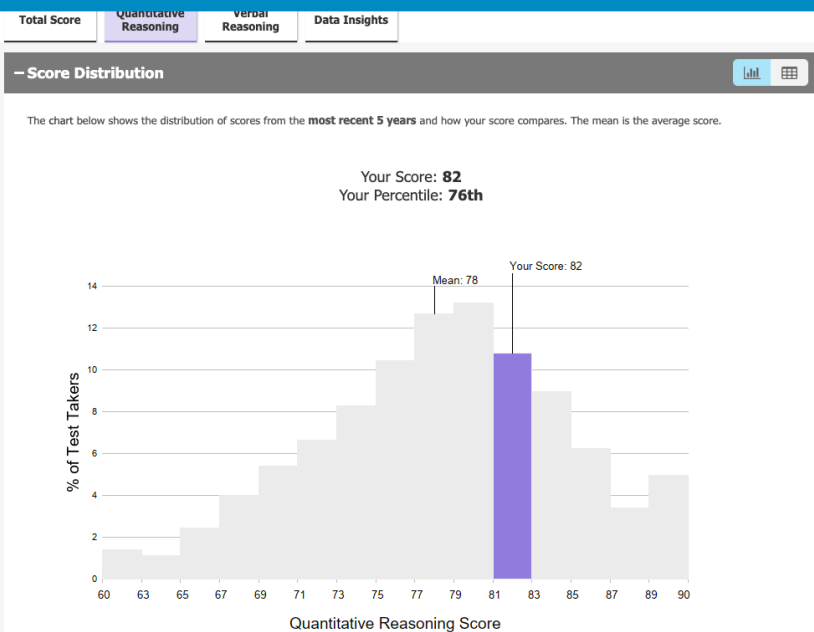 Total Score
Quantitative
Reasoning
Verbal
Reasoning
Data Insights
– Score Distribution
The chart below shows the distribution of scores from the most recent 5 years and how your score compares. The mean is the average score.
Your Score: 82
Your Percentile: 76th
Your Score: 82
Mean: 78
14
12
10
8
6
4
2
0
% of Test Takers
60 63 65 67 69 71 73 75 77 79 81 83 85 87 89 90
Quantitative Reasoning Score